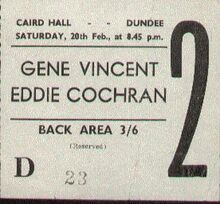 CAIRD HALL - - DUNDEE
SATURDAY, 20th Feb., at 8.45 p.m.
GENE VINCENT
EDDIE COCHRAN
BACK AREA 3/6
(Reserved)
D 23
2